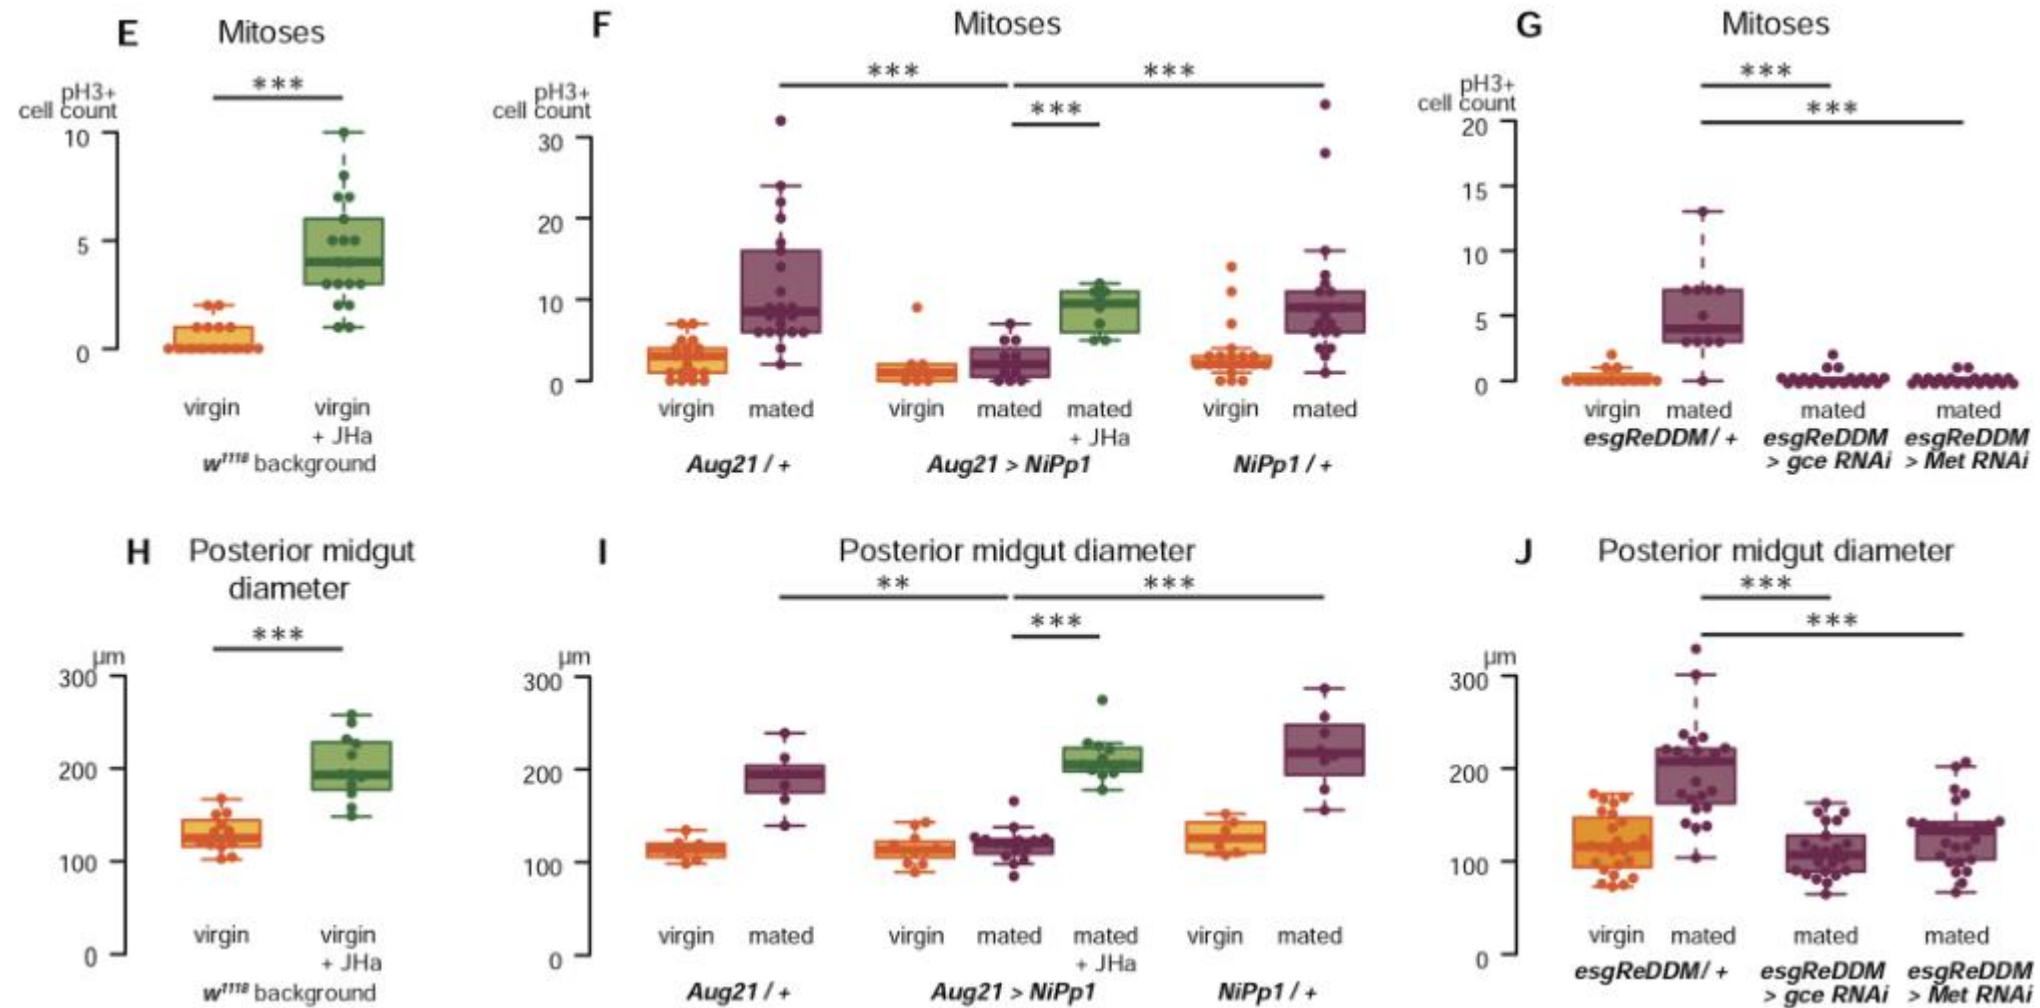 E
Mitoses
***
pH3+
cell count
10
5
0
virgin
virgin
+ JHa
w1118 background
F
Mitoses
***
***
***
pH3+
cell count
30
20
10
0
virgin
mated
virgin
mated
mated
+ JHa
virgin
mated
Aug21 / +
Aug21 > NiPp1
NiPp1 / +
G
Mitoses
***
***
pH3+
cell count
20
15
10
5
0
virgin
mated
mated
mated
esgReDDM / +
esgReDDM
> gce RNAi
esgReDDM
> Met RNAi
H
Posterior midgut
diameter
***
µm
300
200
100
0
virgin
virgin
+ JHa
w1118 background
I
Posterior midgut diameter
**
***
***
µm
300
200
100
0
virgin
mated
virgin
mated
mated
+ JHa
virgin
mated
Aug21 / +
Aug21 > NiPp1
NiPp1 / +
J
Posterior midgut diameter
***
***
µm
300
200
100
0
virgin
mated
mated
mated
esgReDDM / +
esgReDDM
> gce RNAi
esgReDDM
> Met RNAi